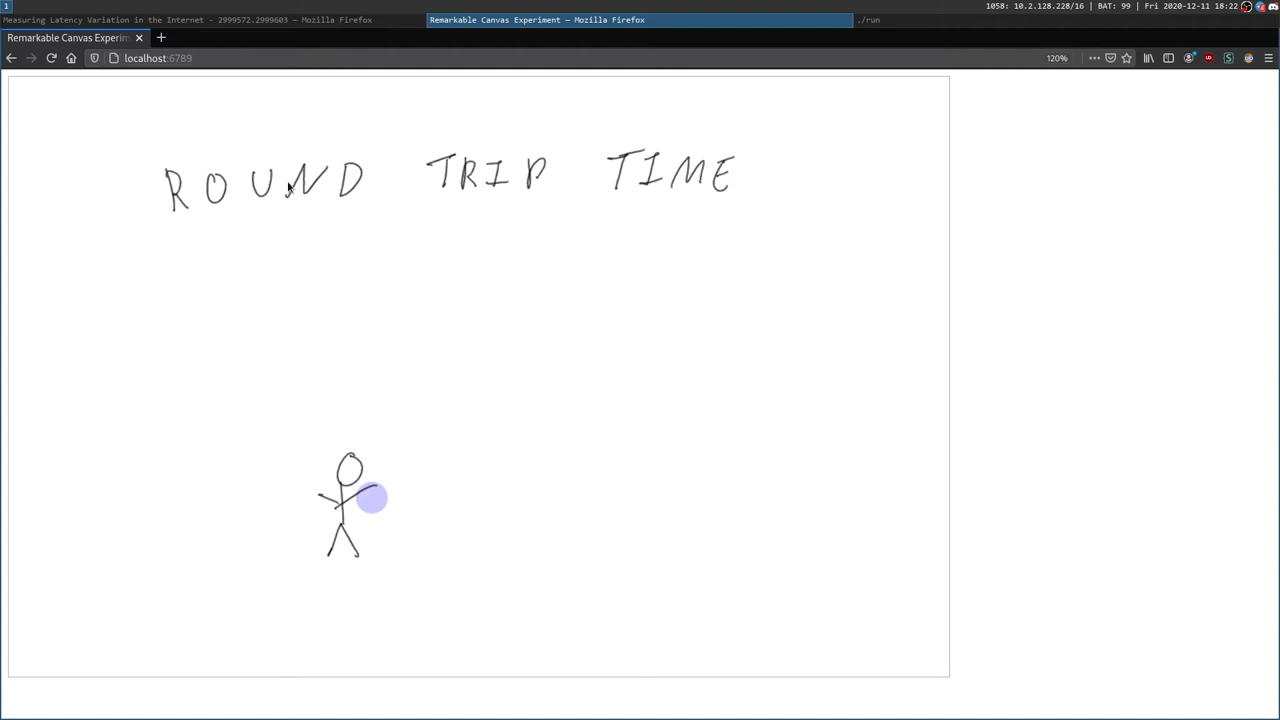 1
1058: 10.2.128.228/16 | BAT: 99 | Fri 2020-12-11 18:22
Measuring Latency Variation in the Internet - 2999572.2999603 — Mozilla Firefox
Remarkable Canvas Experiment — Mozilla Firefox
./run
Remarkable Canvas Experim
localhost:6789
120%
ROUND TRIP TIME